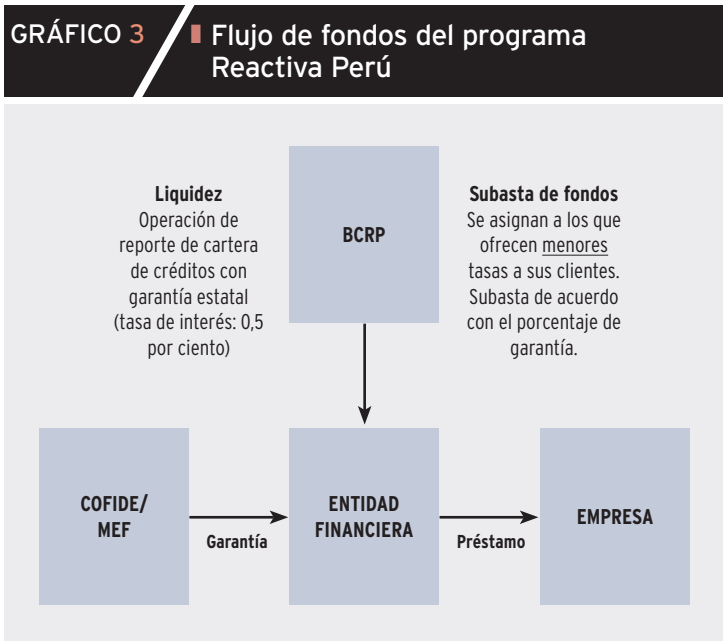 GRÁFICO 3
Flujo de fondos del programa
Reactiva Perú
Liquidez
Operación de
reporte de cartera
de créditos con
garantía estatal
(tasa de interés: 0,5
por ciento)
BCRP
Subasta de fondos
Se asignan a los que
ofrecen menores
tasas a sus clientes.
Subasta de acuerdo
con el porcentaje de
garantía.
COFIDE/
MEF
Garantía
ENTIDAD
FINANCIERA
Préstamo
EMPRESA